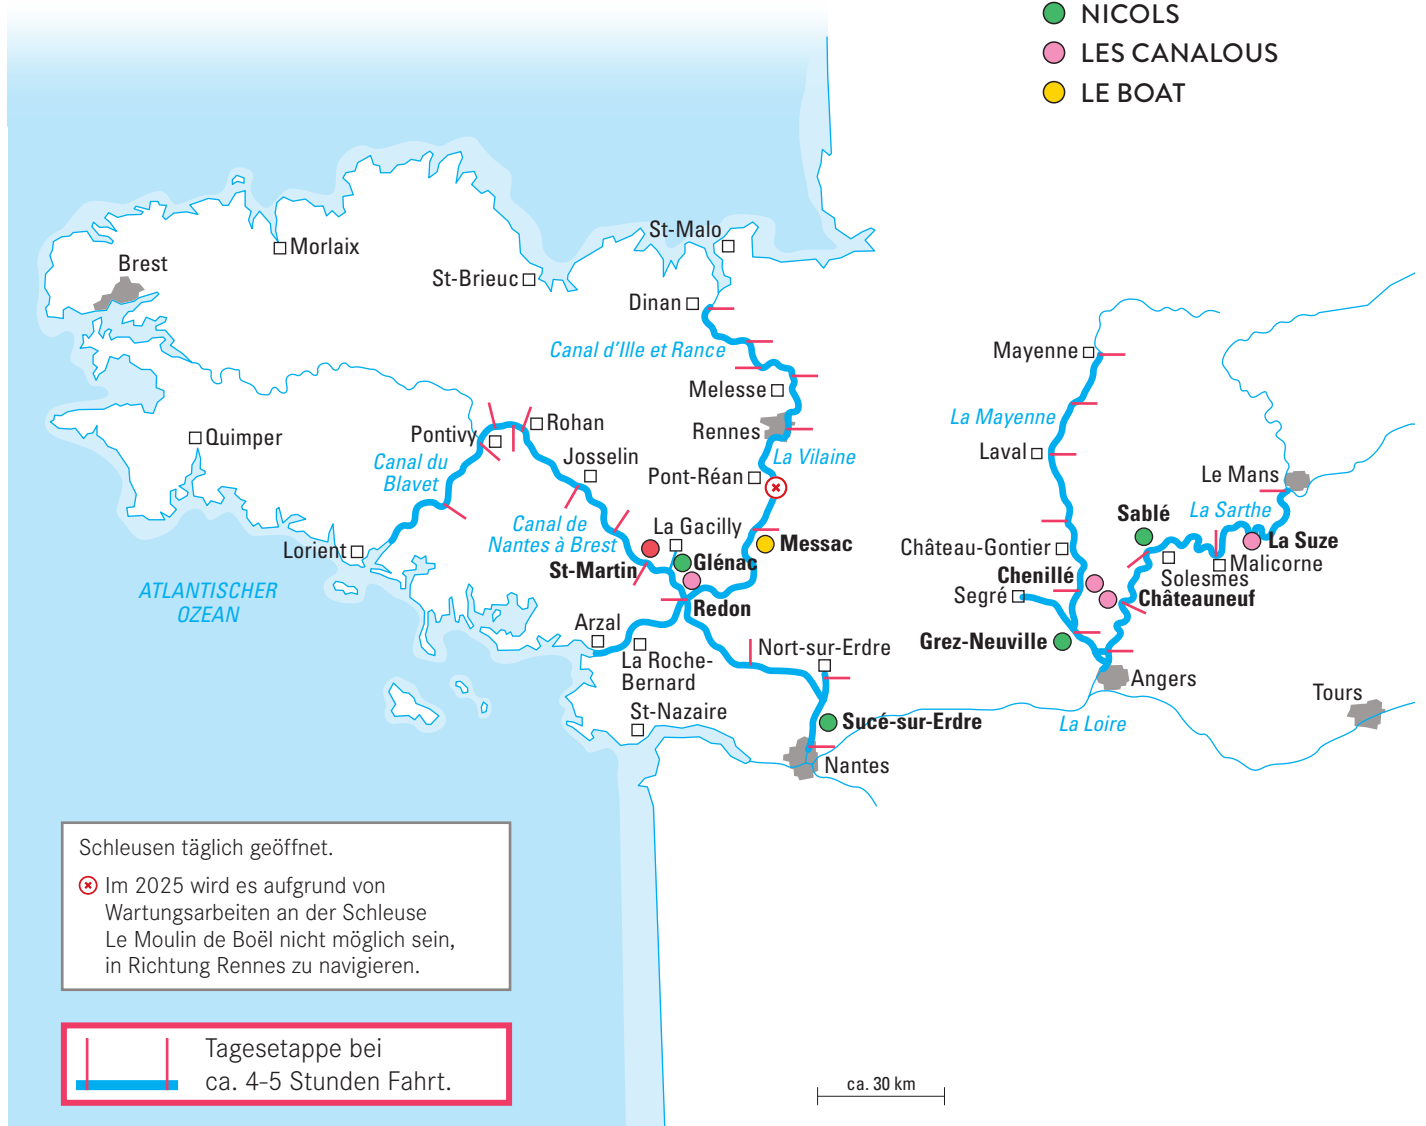 NICOLS
LES CANALOUS
LE BOAT
St-Malo
Morlaix
Brest
St-Brieuc
Dinan
Canal d'Ille et Rance
Mayenne
Melesse
La Mayenne
Rohan
Rennes
Pontivy
Quimper
La Vilaine
Laval
Josselin
Canal du
Blavet
Pont-Réan
Le Mans
La Sarthe
Sablé
Canal de
Nantes à Brest
La Gacilly
Messac
La Suze
Lorient
Château-Gontier
Glénac
Malicorne
St-Martin
Chenillé
Solesmes
ATLANTISCHER
OZEAN
Segré
Châteauneuf
Redon
Arzal
Grez-Neuville
Nort-sur-Erdre
La Roche-
Bernard
Angers
Tours
St-Nazaire
Sucé-sur-Erdre
La Loire
Nantes
Schleusen täglich geöffnet.
Im 2025 wird es aufgrund von
Wartungsarbeiten an der Schleuse
Le Moulin de Boël nicht möglich sein,
in Richtung Rennes zu navigieren.
Tagesetappe bei
ca. 4-5 Stunden Fahrt.
ca. 30 km